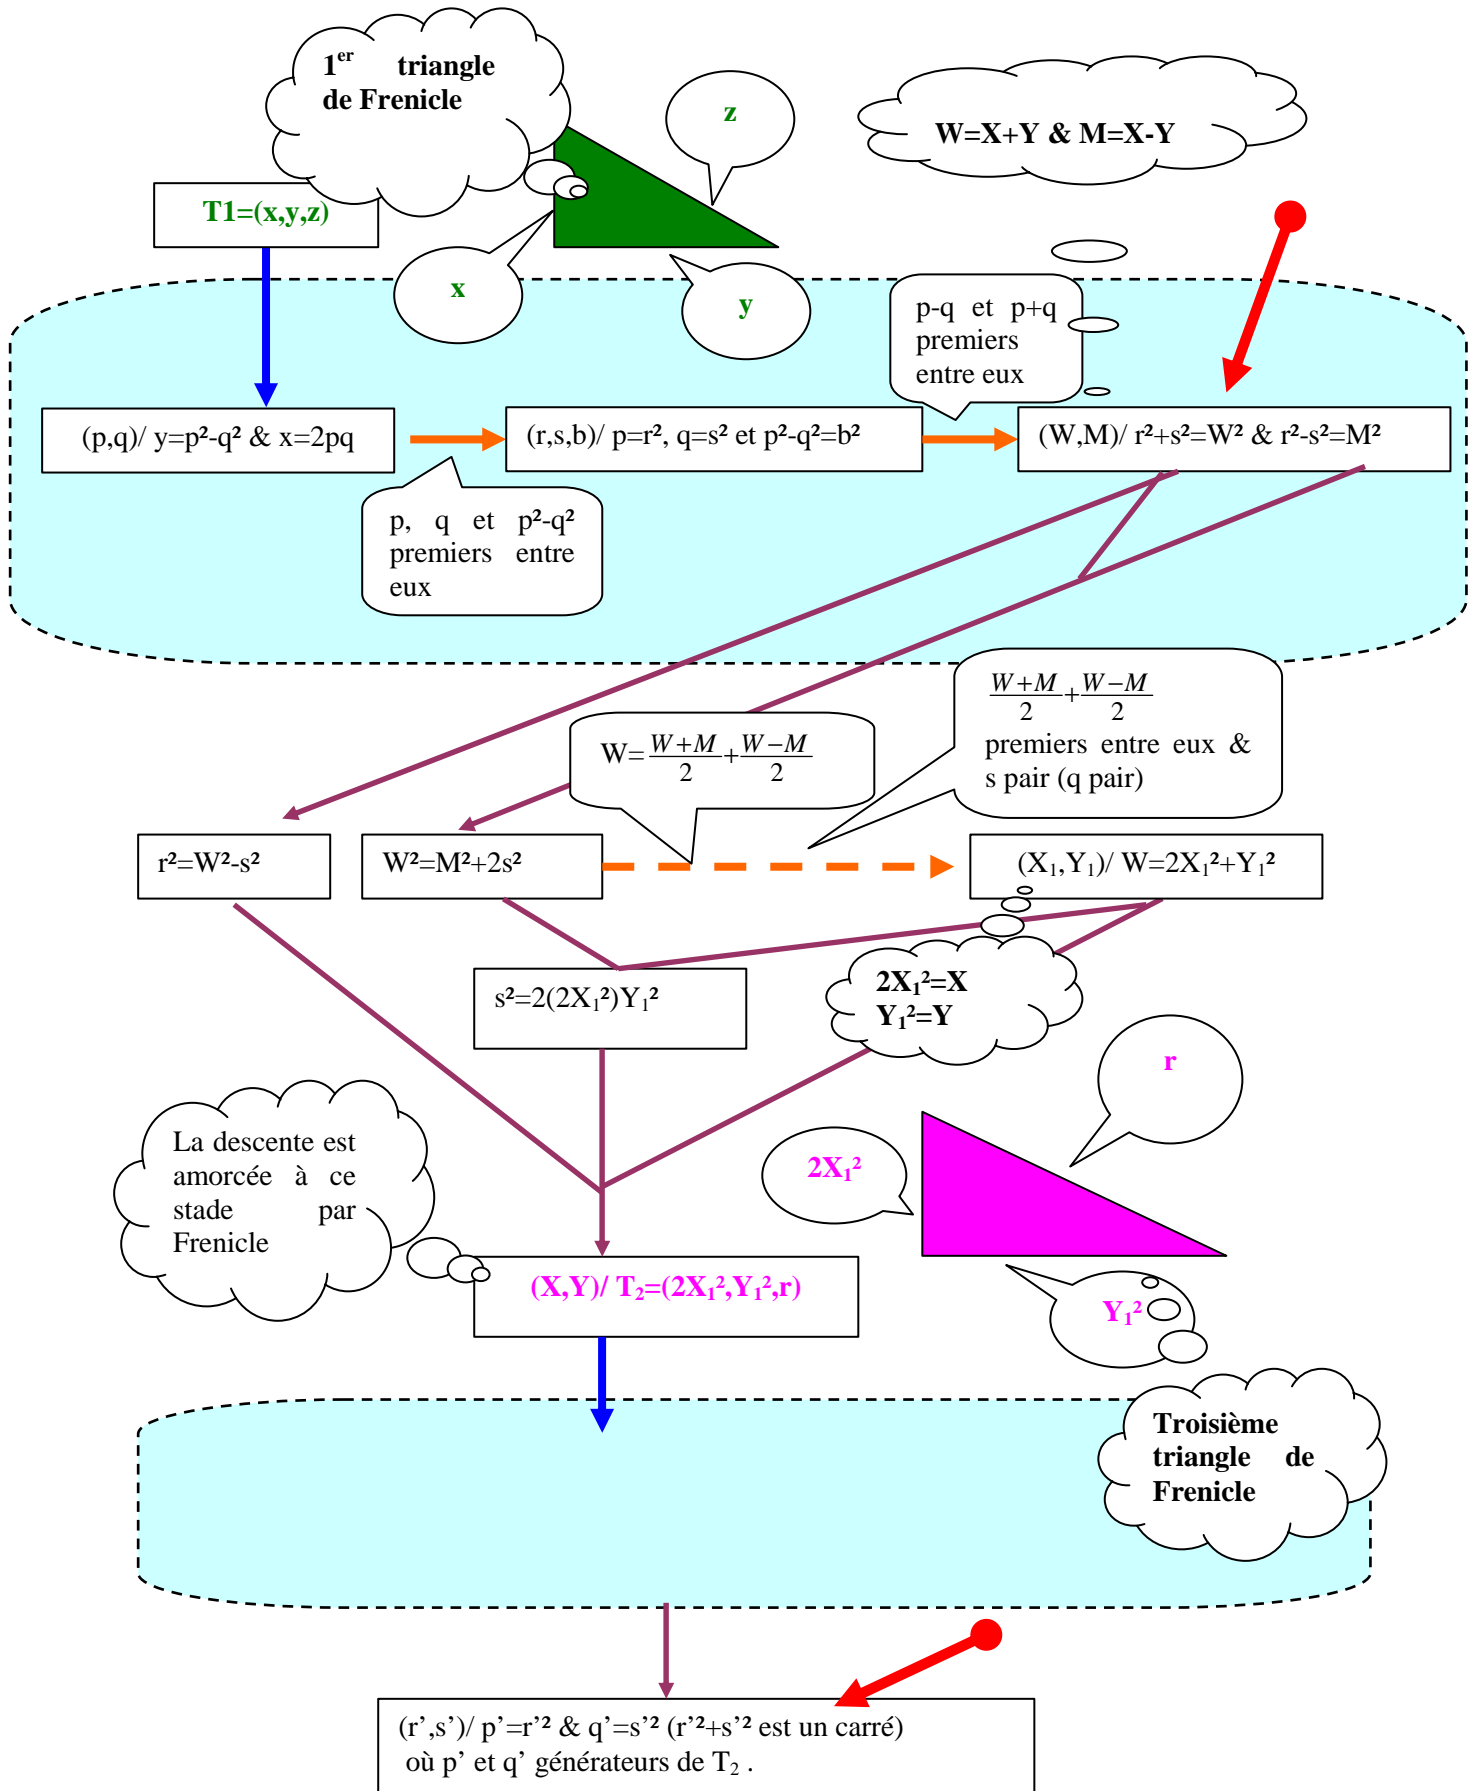 1er triangle
de Frenicle
z
W=X+Y & M=X-Y
T1=(x,y,z)
x
y
p-q et p+q
premiers
entre eux
(p,q)/ y=p²-q² & x=2pq
(r,s,b)/ p=r², q=s² et p²-q²=b²
(W,M)/ r²+s²=W² & r²-s²=M²
p, q et p²-q²
premiers entre
eux
W=\frac{W+M}{2}+\frac{W-M}{2}
\frac{W+M}{2}+\frac{W-M}{2}
premiers entre eux &
s pair (q pair)
r²=W²-s²
W²=M²+2s²
(X₁,Y₁)/ W=2X₁²+Y₁²
s²=2(2X₁²)Y₁²
2X₁²=X
Y₁²=Y
r
La descente est
amorcée à ce
stade par
Frenicle
2X₁²
(X,Y)/ T₂=(2X₁²,Y₁²,r)
Y₁²
Troisième
triangle de
Frenicle
(r’,s’)/ p’=r’² & q’=s’² (r’²+s’² est un carré)
où p’ et q’ générateurs de T₂ .